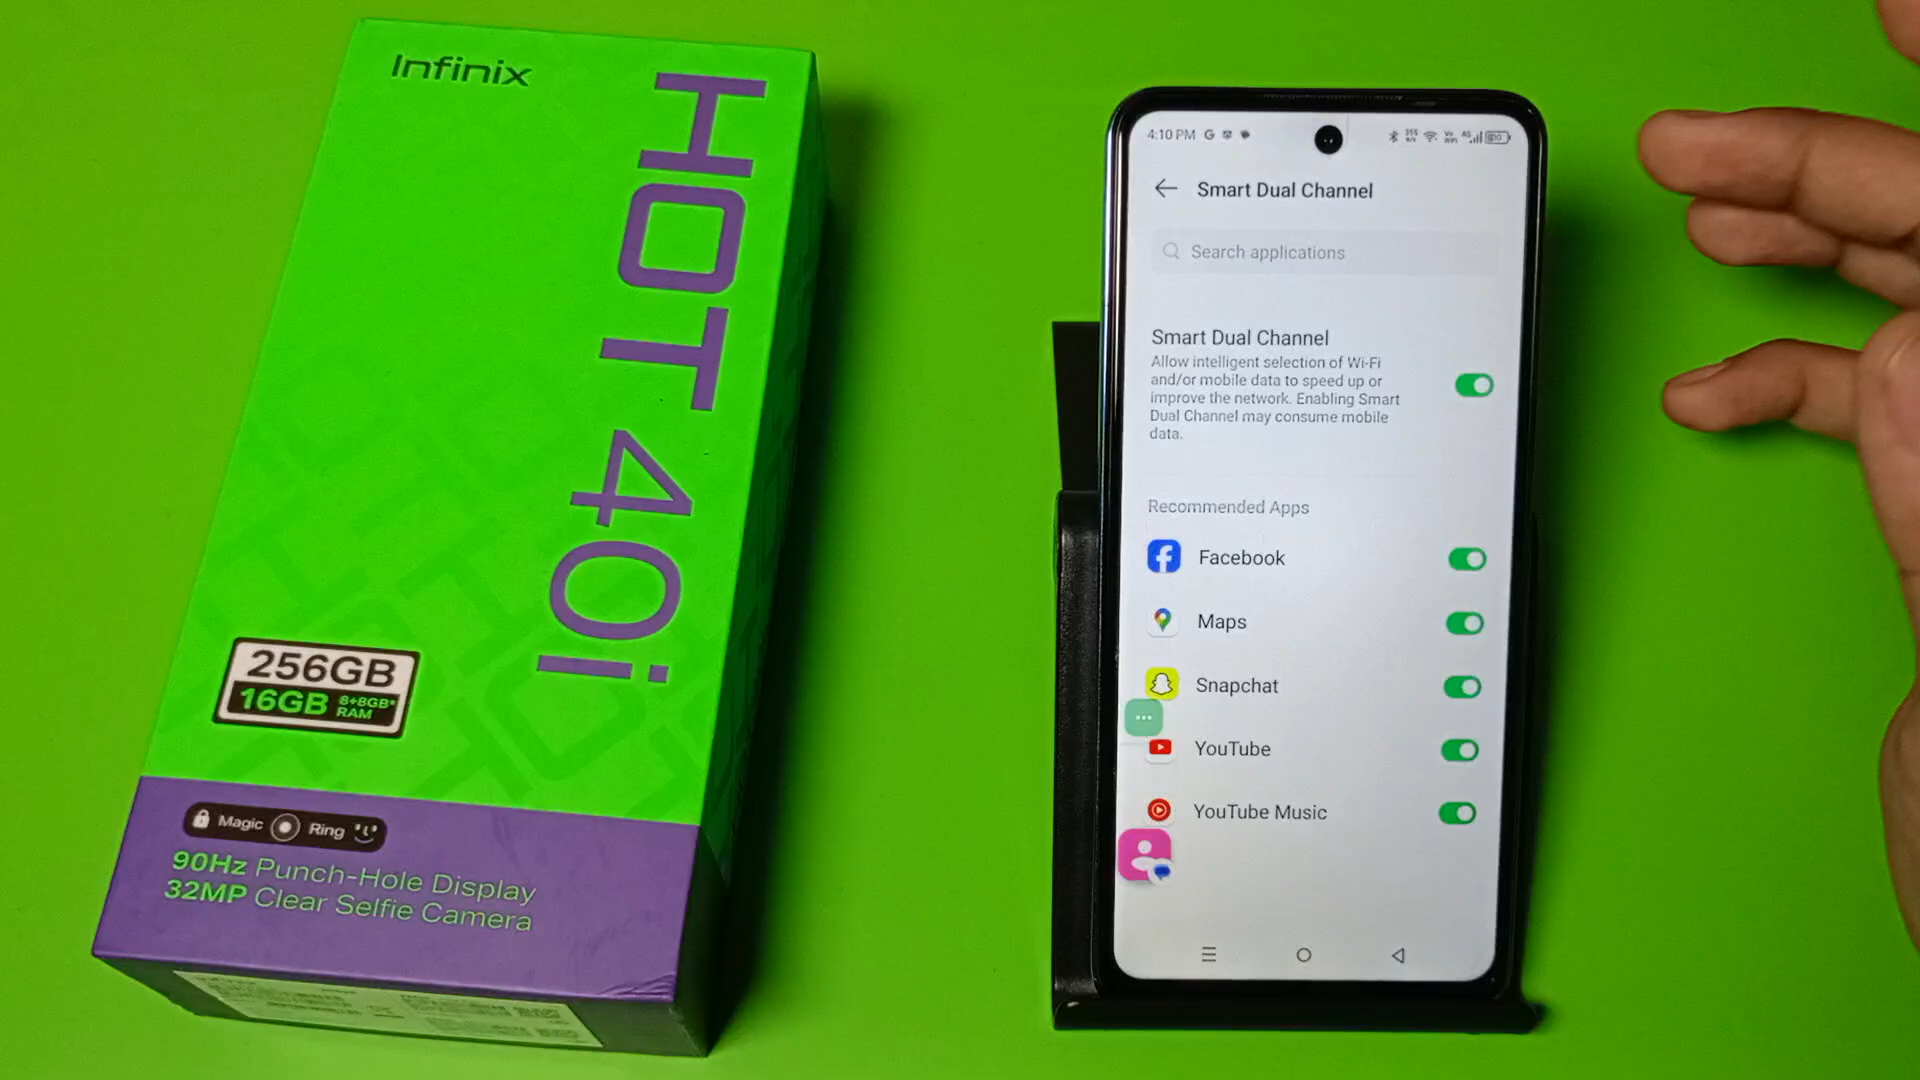 Infinix
HOT 40i
256GB
16GB 8+8GB*
RAM
Magic Ring
90Hz Punch-Hole Display
32MP Clear Selfie Camera
4:10 PM
Smart Dual Channel
Search applications
Smart Dual Channel
Allow intelligent selection of Wi-Fi
and/or mobile data to speed up or
improve the network. Enabling Smart
Dual Channel may consume mobile
data.
Recommended Apps
Facebook
Maps
Snapchat
YouTube
YouTube Music